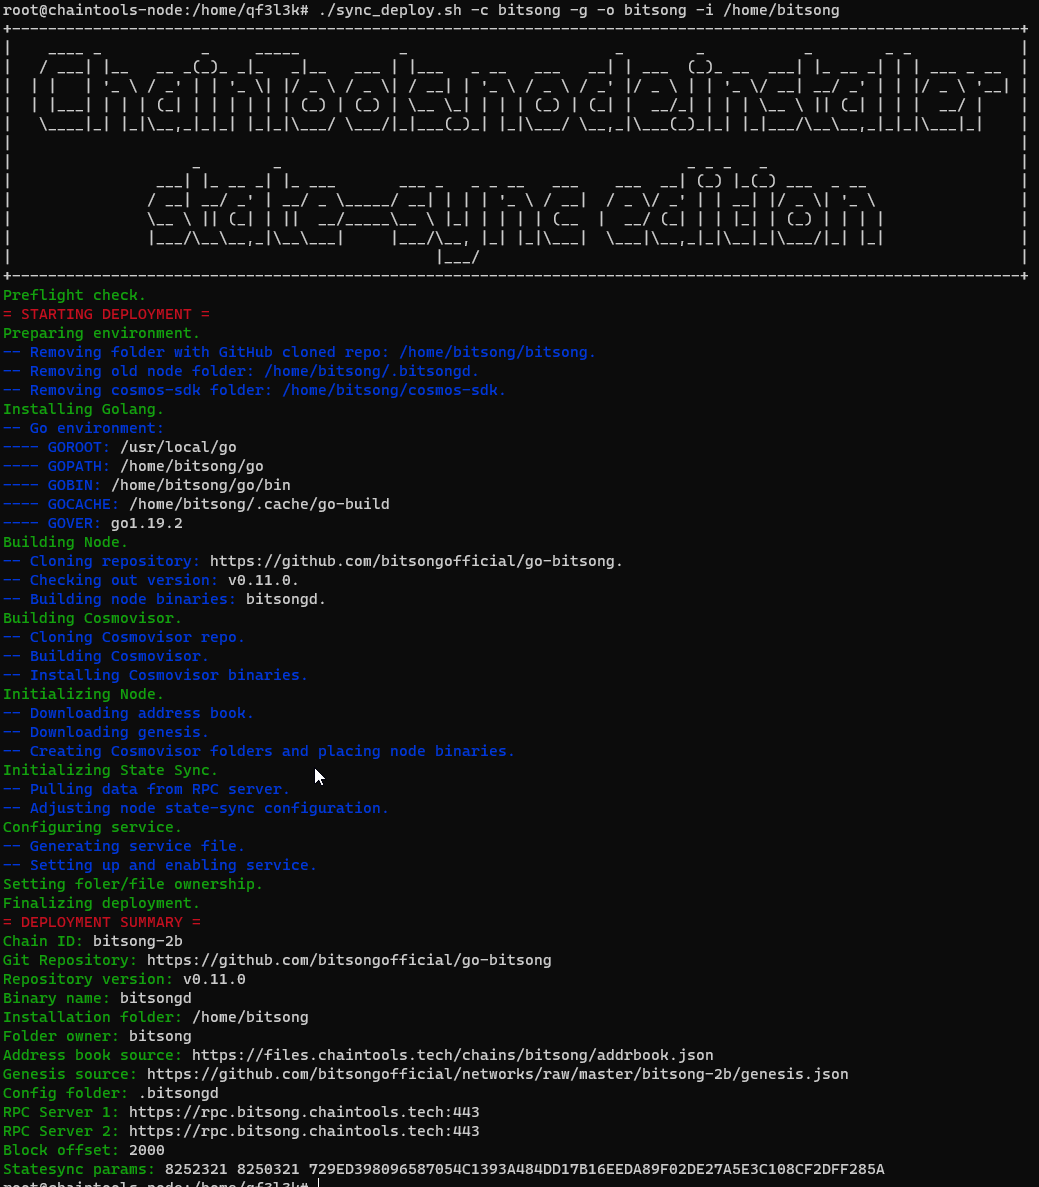 root@chaintools-node:/home/qf3l3k# ./sync_deploy.sh -c bitsong -g -o bitsong -i /home/bitsong
ChainTools.node.installer
state-sync edition
Preflight check.
= STARTING DEPLOYMENT =
Preparing environment.
-- Removing folder with GitHub cloned repo: /home/bitsong/bitsong.
-- Removing old node folder: /home/bitsong/.bitsongd.
-- Removing cosmos-sdk folder: /home/bitsong/cosmos-sdk.
Installing Golang.
-- Go environment:
---- GOROOT: /usr/local/go
---- GOPATH: /home/bitsong/go
---- GOBIN: /home/bitsong/go/bin
---- GOCACHE: /home/bitsong/.cache/go-build
---- GOVER: go1.19.2
Building Node.
-- Cloning repository: https://github.com/bitsongofficial/go-bitsong.
-- Checking out version: v0.11.0.
-- Building node binaries: bitsongd.
Building Cosmovisor.
-- Cloning Cosmovisor repo.
-- Building Cosmovisor.
-- Installing Cosmovisor binaries.
Initializing Node.
-- Downloading address book.
-- Downloading genesis.
-- Creating Cosmovisor folders and placing node binaries.
Initializing State Sync.
-- Pulling data from RPC server.
-- Adjusting node state-sync configuration.
Configuring service.
-- Generating service file.
-- Setting up and enabling service.
Setting foler/file ownership.
Finalizing deployment.
= DEPLOYMENT SUMMARY =
Chain ID: bitsong-2b
Git Repository: https://github.com/bitsongofficial/go-bitsong
Repository version: v0.11.0
Binary name: bitsongd
Installation folder: /home/bitsong
Folder owner: bitsong
Address book source: https://files.chaintools.tech/chains/bitsong/addrbook.json
Genesis source: https://github.com/bitsongofficial/networks/raw/master/bitsong-2b/genesis.json
Config folder: .bitsongd
RPC Server 1: https://rpc.bitsong.chaintools.tech:443
RPC Server 2: https://rpc.bitsong.chaintools.tech:443
Block offset: 2000
Statesync params: 8252321 8250321 729ED398096587054C1393A484DD17B16EEDA89F02DE27A5E3C108CF2DFF285A
root@chaintools-node:/home/qf3l3k#